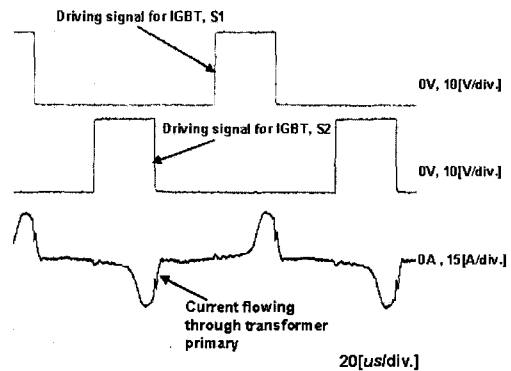 Driving signal for IGBT, S1
0V, 10[V/div.]
Driving signal for IGBT, S2
0V, 10[V/div.]
0A, 15[A/div.]
Current flowing
through transformer
primary
20[us/div.]